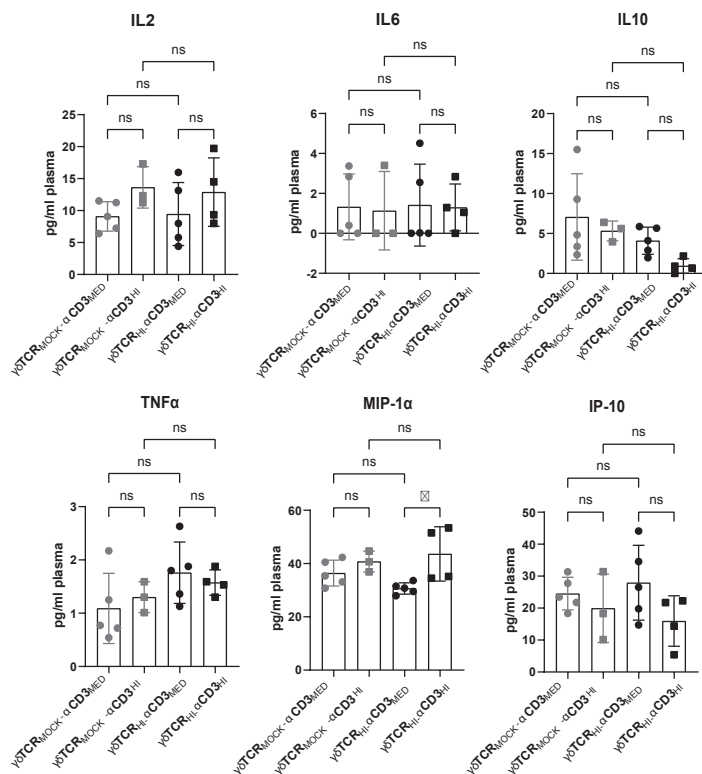 IL2
ns
ns
ns
ns
pg/ml plasma
25
20
15
10
5
0
γδTCRMOCK-αCD3MED
γδTCRMOCK-αCD3HI
γδTCRHI-αCD3MED
γδTCRHI-αCD3HI
IL6
ns
ns
ns
ns
pg/ml plasma
6
4
2
0
-2
γδTCRMOCK-αCD3MED
γδTCRMOCK-αCD3HI
γδTCRHI-αCD3MED
γδTCRHI-αCD3HI
IL10
ns
ns
ns
ns
pg/ml plasma
20
15
10
5
0
γδTCRMOCK-αCD3MED
γδTCRMOCK-αCD3HI
γδTCRHI-αCD3MED
γδTCRHI-αCD3HI
TNFα
ns
ns
ns
ns
pg/ml plasma
3
2
1
0
γδTCRMOCK-αCD3MED
γδTCRMOCK-αCD3HI
γδTCRHI-αCD3MED
γδTCRHI-αCD3HI
MIP-1α
ns
ns
ns
pg/ml plasma
60
40
20
0
γδTCRMOCK-αCD3MED
γδTCRMOCK-αCD3HI
γδTCRHI-αCD3MED
γδTCRHI-αCD3HI
IP-10
ns
ns
ns
ns
pg/ml plasma
50
40
30
20
10
0
γδTCRMOCK-αCD3MED
γδTCRMOCK-αCD3HI
γδTCRHI-αCD3MED
γδTCRHI-αCD3HI